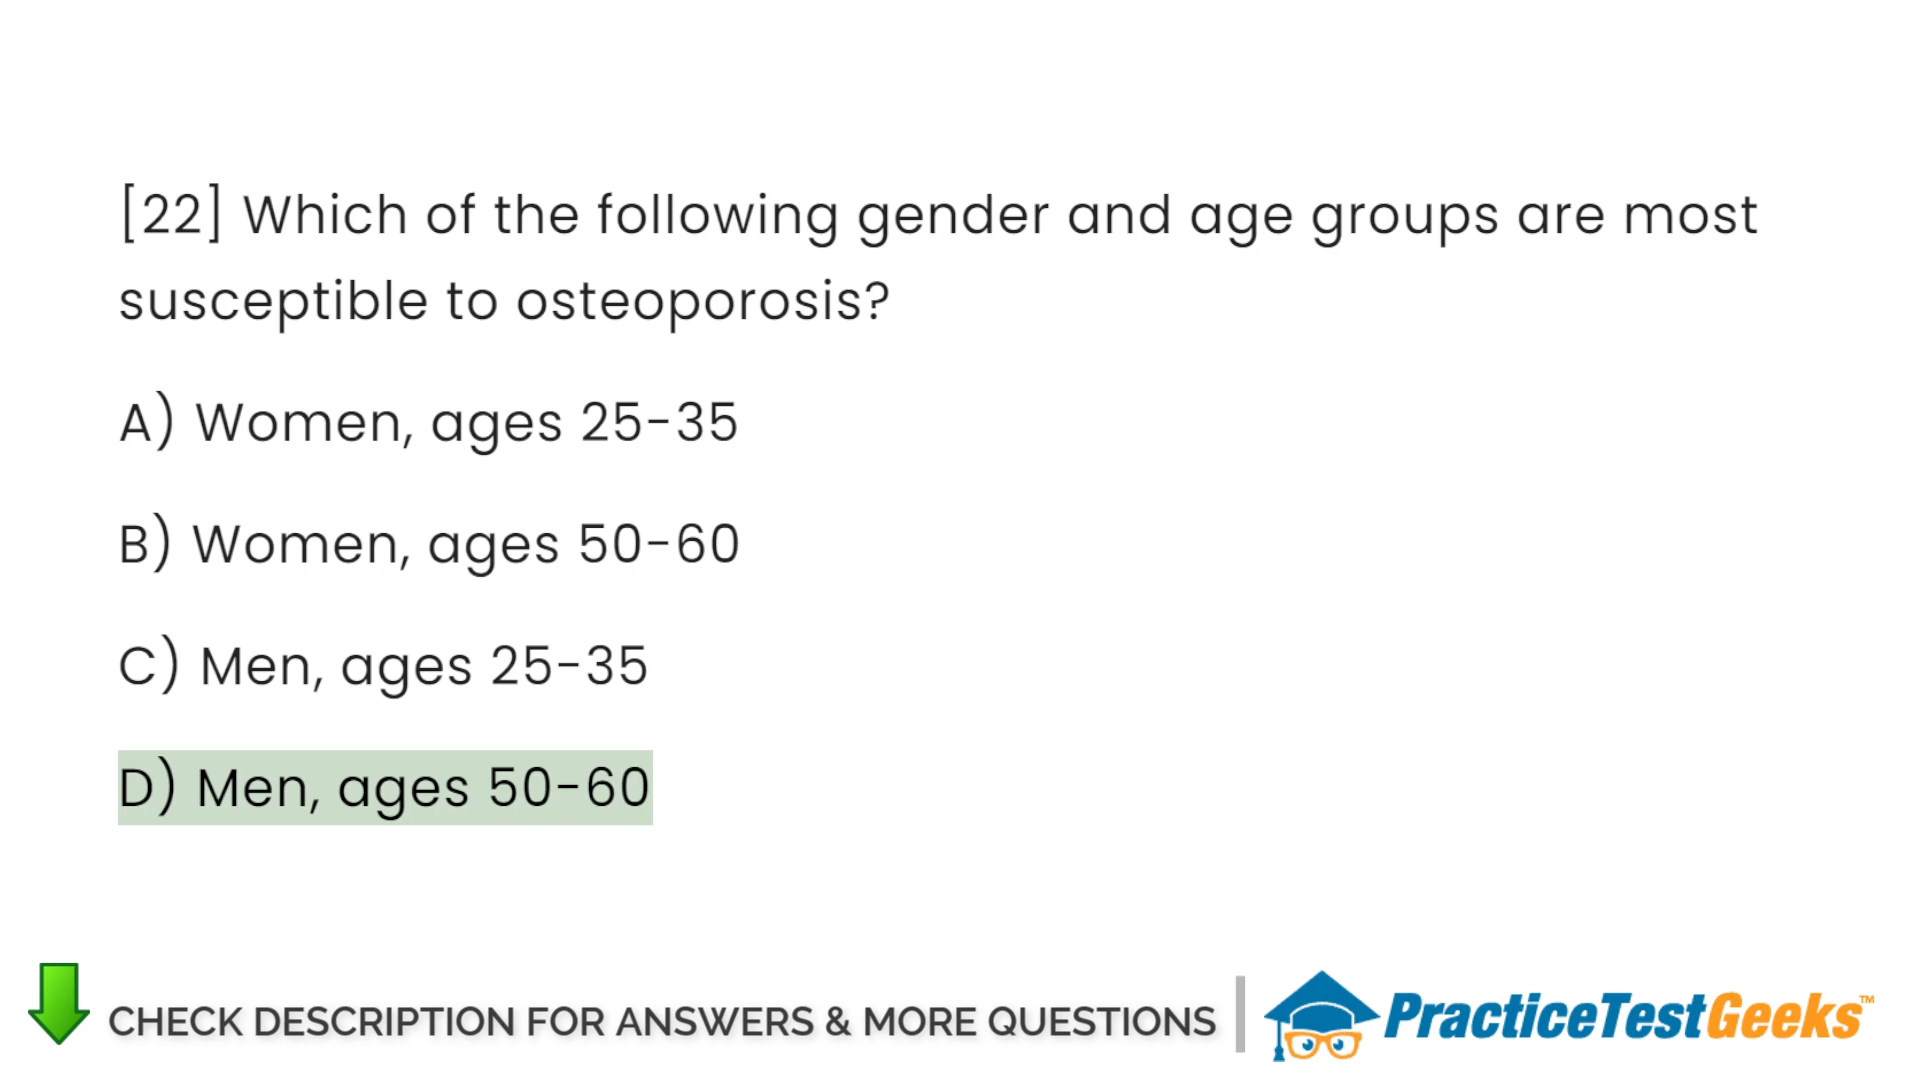 [22] Which of the following gender and age groups are most
susceptible to osteoporosis?
A) Women, ages 25-35
B) Women, ages 50-60
C) Men, ages 25-35
D) Men, ages 50-60
CHECK DESCRIPTION FOR ANSWERS & MORE QUESTIONS
PracticeTestGeeks™